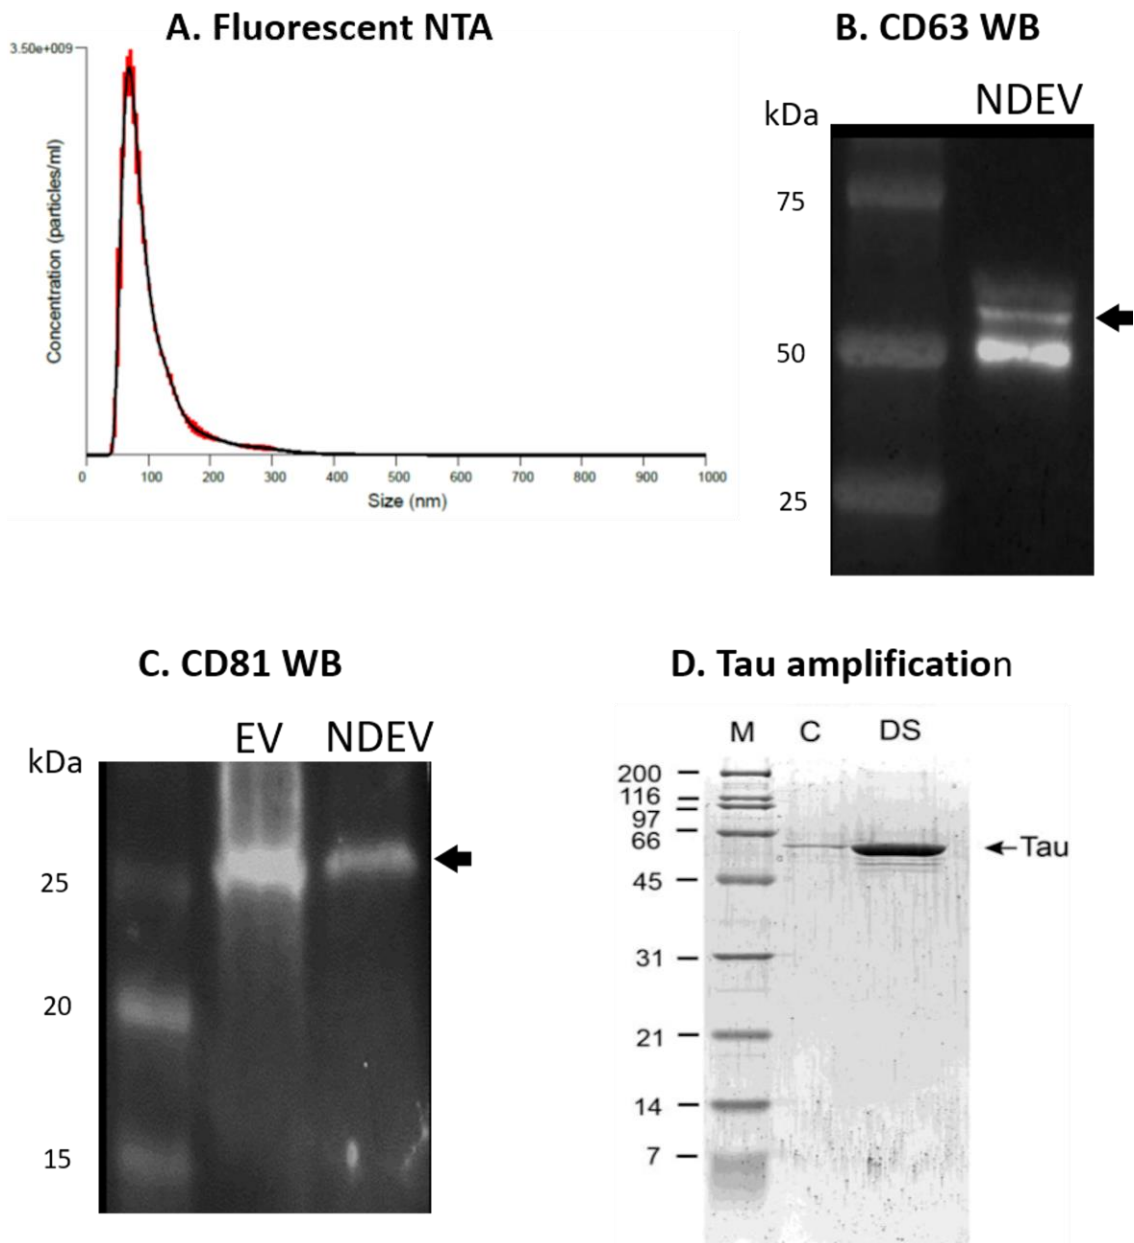 A. Fluorescent NTA
3.50e+009
Concentration (particles/ml)
0 100 200 300 400 500 600 700 800 900 1000
Size (nm)
B. CD63 WB
kDa
NDEV
75
50
25
C. CD81 WB
kDa
EV NDEV
25
20
15
D. Tau amplification
M C DS
200
116
97
66
45
31
21
14
7
Tau